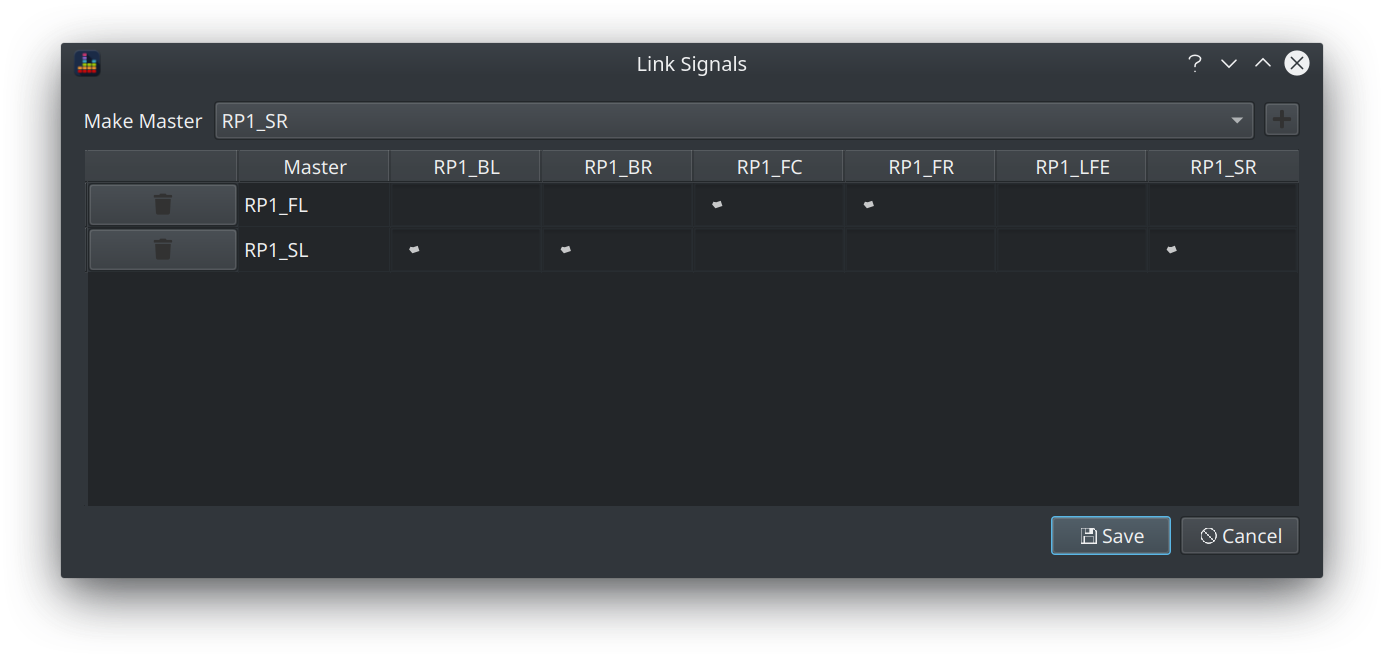 Link Signals
Make Master RP1_SR
Master RP1_BL RP1_BR RP1_FC RP1_FR RP1_LFE RP1_SR
RP1_FL
RP1_SL
Save Cancel